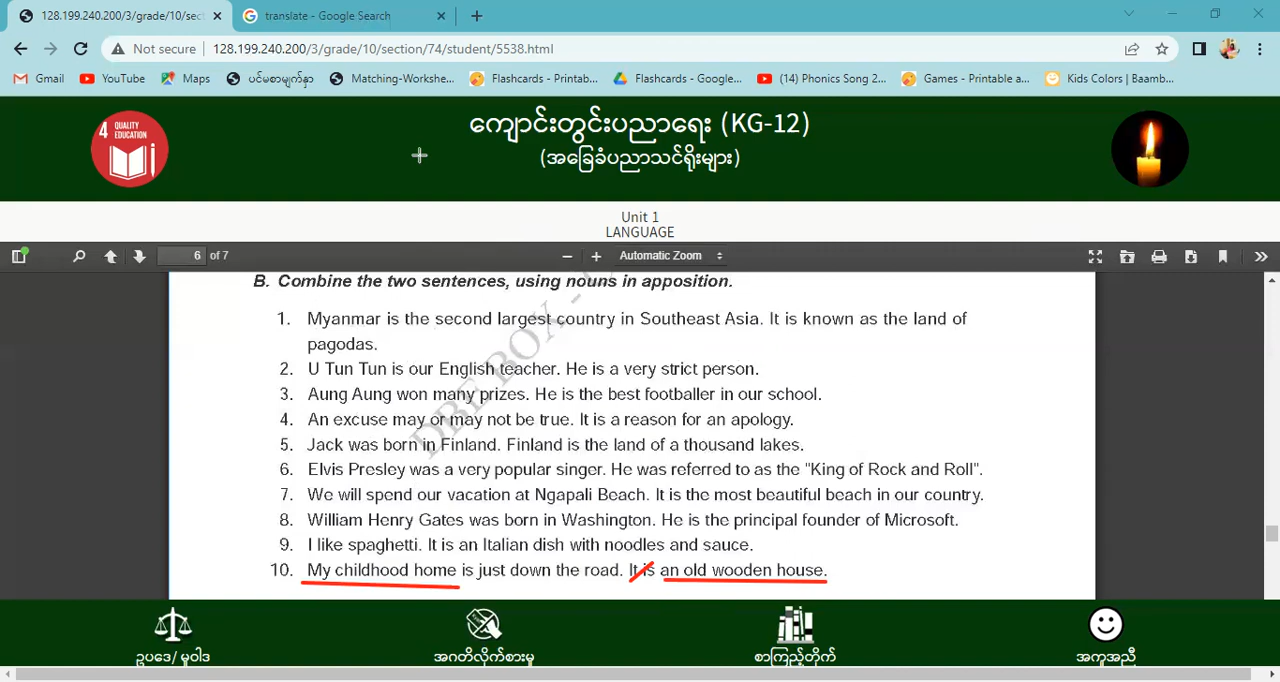 128.199.240.200/3/grade/10/sect
translate - Google Search
Not secure
128.199.240.200/3/grade/10/section/74/student/5538.html
Gmail
YouTube
Maps
ပင်မစာမျက်နှာ
Matching-Workshe...
Flashcards - Printab...
Flashcards - Google...
(14) Phonics Song 2...
Games - Printable a...
Kids Colors | Baamb...
4 QUALITY
EDUCATION
ကျောင်းတွင်းပညာရေး (KG-12)
(အခြေခံပညာသင်ရိုးများ)
Unit 1
LANGUAGE
6 of 7
Automatic Zoom
B. Combine the two sentences, using nouns in apposition.
1. Myanmar is the second largest country in Southeast Asia. It is known as the land of
pagodas.
2. U Tun Tun is our English teacher. He is a very strict person.
3. Aung Aung won many prizes. He is the best footballer in our school.
4. An excuse may or may not be true. It is a reason for an apology.
5. Jack was born in Finland. Finland is the land of a thousand lakes.
6. Elvis Presley was a very popular singer. He was referred to as the "King of Rock and Roll".
7. We will spend our vacation at Ngapali Beach. It is the most beautiful beach in our country.
8. William Henry Gates was born in Washington. He is the principal founder of Microsoft.
9. I like spaghetti. It is an Italian dish with noodles and sauce.
10. My childhood home is just down the road. It is an old wooden house.
DBE BOX -
ဥပဒေ/ မူဝါဒ
အဂတိလိုက်စားမှု
စာကြည့်တိုက်
အကူအညီ